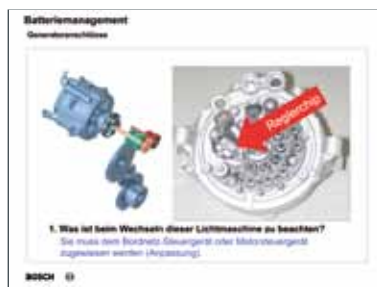 Batteriemanagement
Generatoranschlüsse
Reglerchip
1. Was ist beim Wechseln dieser Lichtmaschine zu beachten?
Sie muss dem Bordnetz-Steuergerät oder Motorsteuergerät
zugewiesen werden (Anpassung).
BOSCH